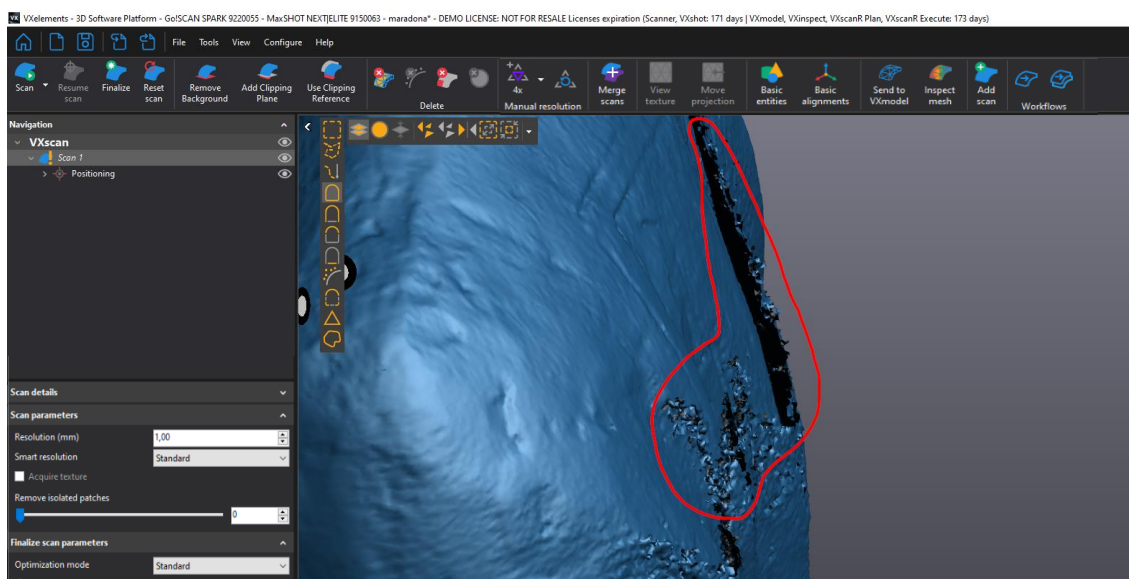 VXelements - 3D Software Platform - Go!SCAN SPARK 9220055 - MaxSHOT NEXT|ELITE 9150063 - maradona* - DEMO LICENSE: NOT FOR RESALE Licenses expiration (Scanner, VXshot: 171 days | VXmodel, VXinspect, VXscanR Plan, VXscanR Execute: 173 days)
File Tools View Configure Help
Scan
Resume scan
Finalize
Reset scan
Remove Background
Add Clipping Plane
Use Clipping Reference
Delete
4x
Manual resolution
Merge scans
View texture
Move projection
Basic entities
Basic alignments
Send to VXmodel
Inspect mesh
Add scan
Workflows
Navigation
VXscan
Scan 1
Positioning
Scan details
Scan parameters
Resolution (mm) 1,00
Smart resolution Standard
Acquire texture
Remove isolated patches
0
Finalize scan parameters
Optimization mode Standard